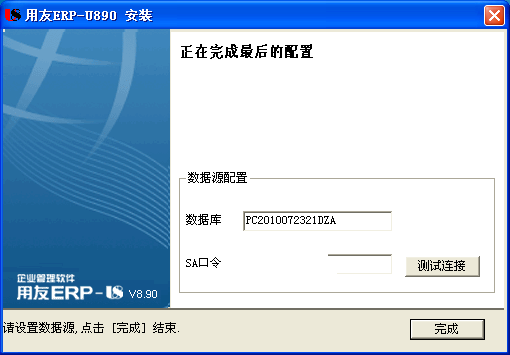 用友ERP-U890 安装
正在完成最后的配置
数据源配置
数据库 PC2010072321DZA
SA口令
测试连接
企业管理软件
用友ERP-U8 V8.90
请设置数据源,点击 [完成] 结束.
完成